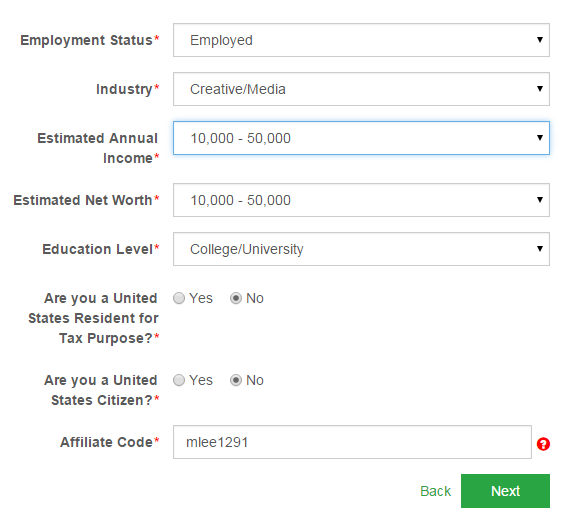 Employment Status* Employed
Industry* Creative/Media
Estimated Annual 10,000 - 50,000
Income*
Estimated Net Worth* 10,000 - 50,000
Education Level* College/University
Are you a United Yes No
States Resident for
Tax Purpose?*
Are you a United Yes No
States Citizen?*
Affiliate Code* mlee1291 ?
Back Next